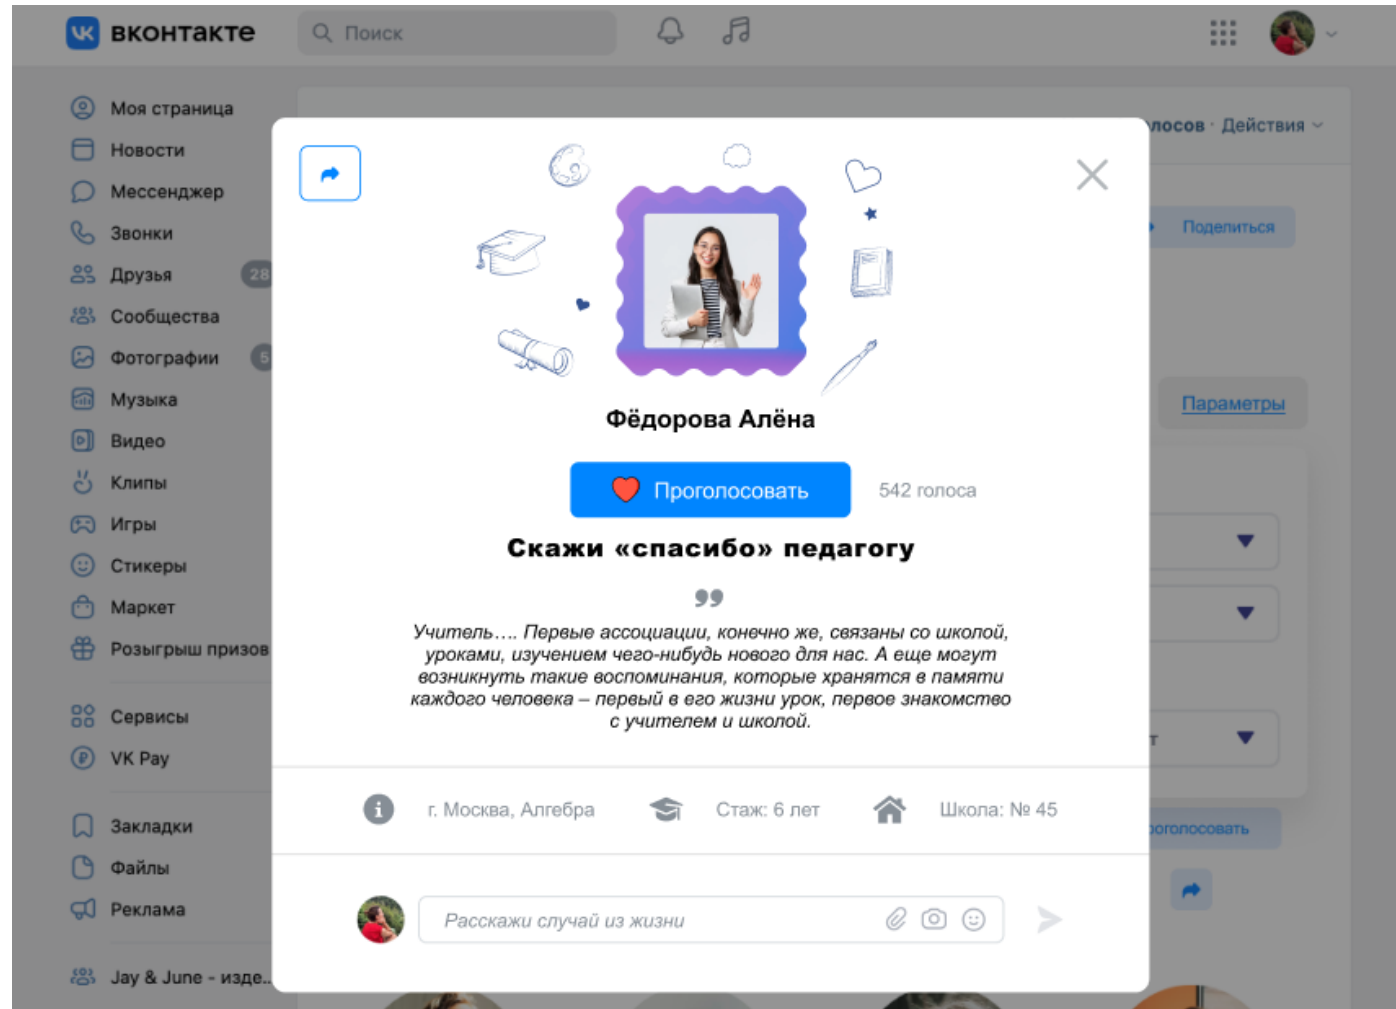 вконтакте
Поиск
Моя страница
Новости
Мессенджер
Звонки
Друзья 28
Сообщества
Фотографии 5
Музыка
Видео
Клипы
Игры
Стикеры
Маркет
Розыгрыш призов
Сервисы
VK Pay
Закладки
Файлы
Реклама
Jay & June - изде...
лосов · Действия
Поделиться
Параметры
т
роголосовать
Фёдорова Алёна
Проголосовать
542 голоса
Скажи «спасибо» педагогу
Учитель…. Первые ассоциации, конечно же, связаны со школой,
уроками, изучением чего-нибудь нового для нас. А еще могут
возникнуть такие воспоминания, которые хранятся в памяти
каждого человека – первый в его жизни урок, первое знакомство
с учителем и школой.
г. Москва, Алгебра
Стаж: 6 лет
Школа: № 45
Расскажи случай из жизни